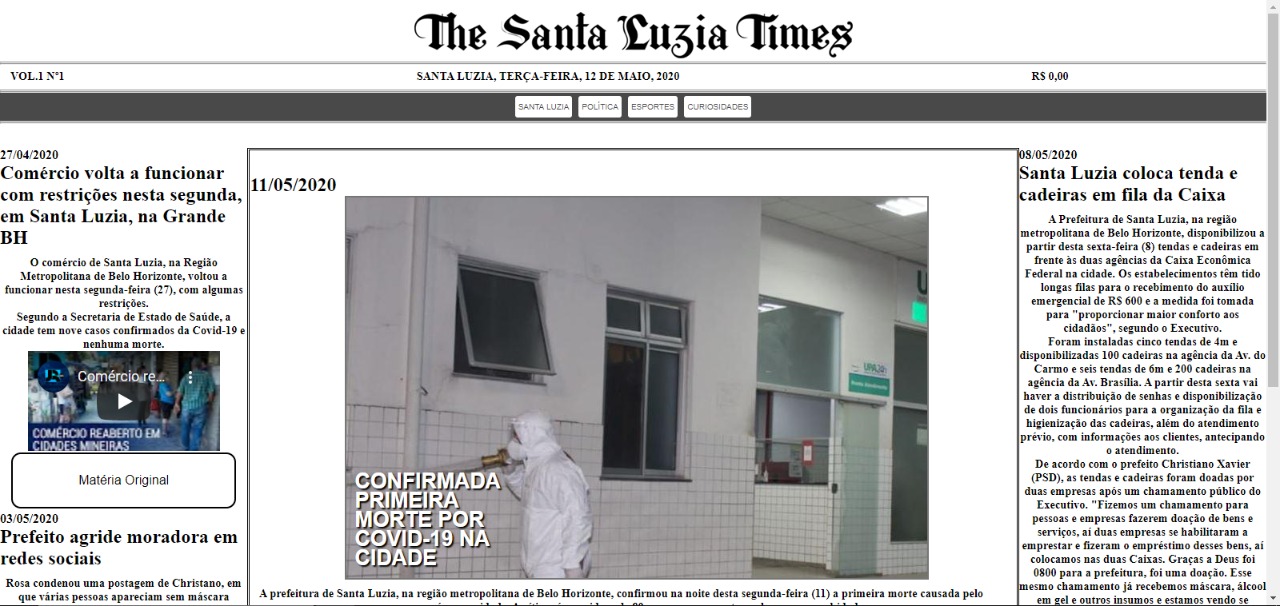 The Santa Luzia Times
VOL.1 Nº1
SANTA LUZIA, TERÇA-FEIRA, 12 DE MAIO, 2020
R$ 0,00
SANTA LUZIA
POLÍTICA
ESPORTES
CURIOSIDADES
27/04/2020
Comércio volta a funcionar
com restrições nesta segunda,
em Santa Luzia, na Grande
BH
O comércio de Santa Luzia, na Região
Metropolitana de Belo Horizonte, voltou a
funcionar nesta segunda-feira (27), com algumas
restrições.
Segundo a Secretaria de Estado de Saúde, a
cidade tem nove casos confirmados da Covid-19 e
nenhuma morte.
Comércio re...
COMÉRCIO REABERTO EM
CIDADES MINEIRAS
Matéria Original
03/05/2020
Prefeito agride moradora em
redes sociais
Rosa condenou uma postagem de Christano, em
que várias pessoas apareciam sem máscara
11/05/2020
UPA24h
CONFIRMADA
PRIMEIRA
MORTE POR
COVID-19 NA
CIDADE
A prefeitura de Santa Luzia, na região metropolitana de Belo Horizonte, confirmou na noite desta segunda-feira (11) a primeira morte causada pelo
08/05/2020
Santa Luzia coloca tenda e
cadeiras em fila da Caixa
A Prefeitura de Santa Luzia, na região
metropolitana de Belo Horizonte, disponibilizou a
partir desta sexta-feira (8) tendas e cadeiras em
frente às duas agências da Caixa Econômica
Federal na cidade. Os estabelecimentos têm tido
longas filas para o recebimento do auxílio
emergencial de R$ 600 e a medida foi tomada
para "proporcionar maior conforto aos
cidadãos", segundo o Executivo.
Foram instaladas cinco tendas de 4m e
disponibilizadas 100 cadeiras na agência da Av. do
Carmo e seis tendas de 6m e 200 cadeiras na
agência da Av. Brasília. A partir desta sexta vai
haver a distribuição de senhas e disponibilização
de dois funcionários para a organização da fila e
higienização das cadeiras, além do atendimento
prévio, com informações aos clientes, antecipando
o atendimento.
De acordo com o prefeito Christiano Xavier
(PSD), as tendas e cadeiras foram doadas por
duas empresas após um chamamento público do
Executivo. "Fizemos um chamamento para
pessoas e empresas fazerem doação de bens e
serviços, aí duas empresas se habilitaram a
emprestar e fizeram o empréstimo desses bens, aí
colocamos nas duas Caixas. Graças a Deus foi
0800 para a prefeitura, foi uma doação. Esse
mesmo chamamento já recebemos máscara, álcool
em gel e outros insumos e estamos vendo se